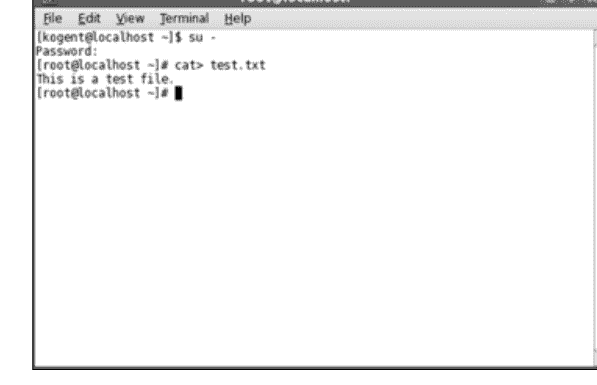 File Edit View Terminal Help
[kogent@localhost ~]$ su -
Password:
[root@localhost ~]# cat> test.txt
This is a test file.
[root@localhost ~]#